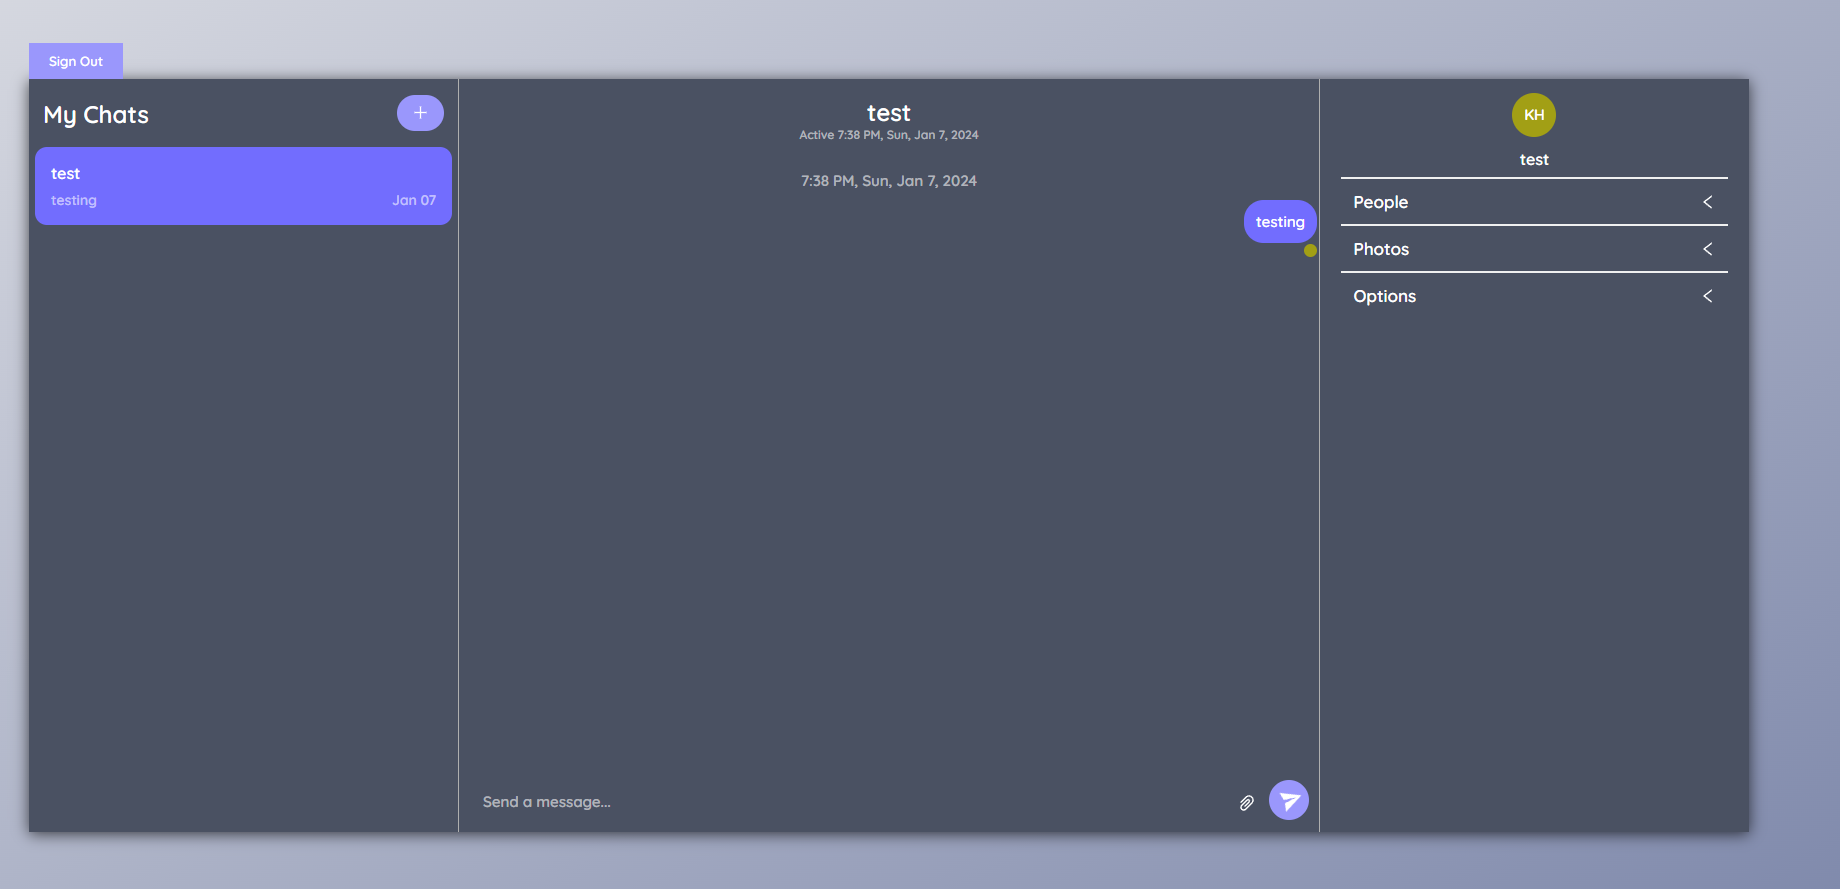 Sign Out
My Chats
test
testing Jan 07
test
Active 7:38 PM, Sun, Jan 7, 2024
7:38 PM, Sun, Jan 7, 2024
testing
Send a message...
KH
test
People
Photos
Options